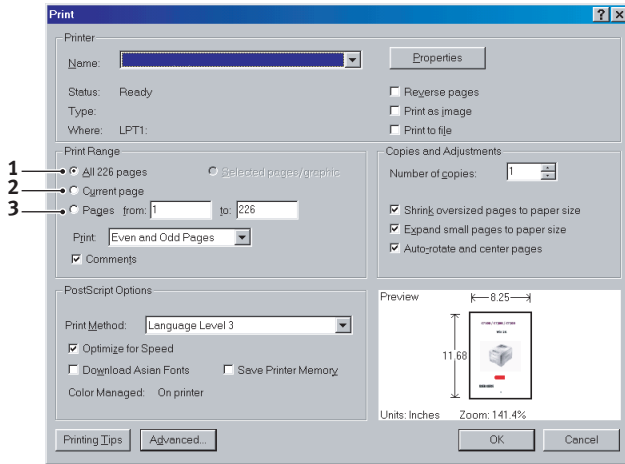 Print
Printer
Name:
Properties
Status: Ready
Type:
Where: LPT1:
Reverse pages
Print as image
Print to file
Print Range
1 All 226 pages
Selected pages/graphic
2 Current page
3 Pages from: 1 to: 226
Print: Even and Odd Pages
Comments
Copies and Adjustments
Number of copies: 1
Shrink oversized pages to paper size
Expand small pages to paper size
Auto-rotate and center pages
PostScript Options
Print Method: Language Level 3
Optimize for Speed
Download Asian Fonts
Save Printer Memory
Color Managed: On printer
Preview
8.25
11.68
Units: Inches Zoom: 141.4%
Printing Tips
Advanced...
OK
Cancel